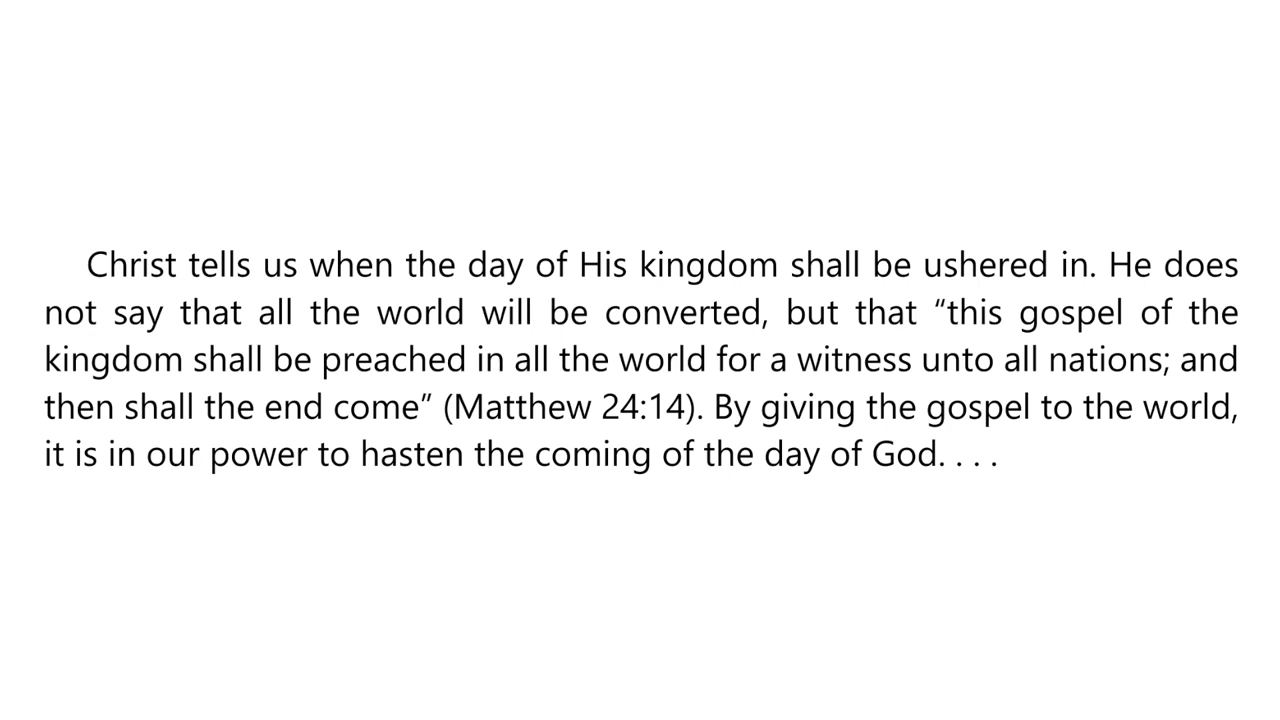 Christ tells us when the day of His kingdom shall be ushered in. He does
not say that all the world will be converted, but that “this gospel of the
kingdom shall be preached in all the world for a witness unto all nations; and
then shall the end come” (Matthew 24:14). By giving the gospel to the world,
it is in our power to hasten the coming of the day of God. . . .